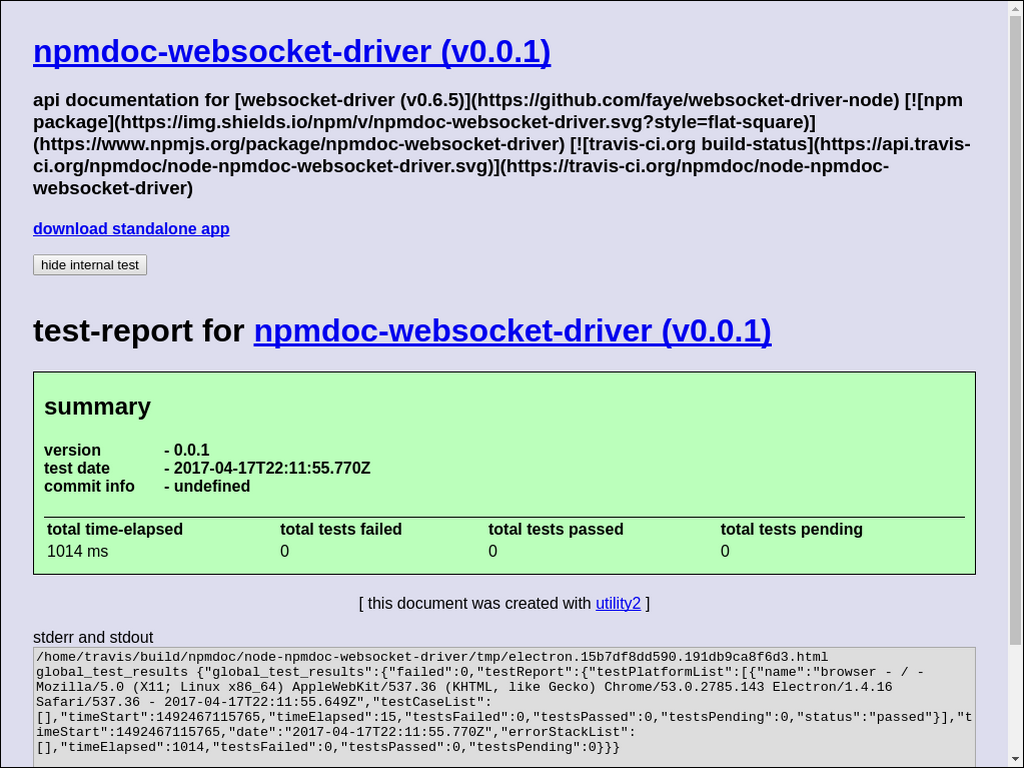 npmdoc-websocket-driver (v0.0.1)
api documentation for [websocket-driver (v0.6.5)](https://github.com/faye/websocket-driver-node) [![npm
package](https://img.shields.io/npm/v/npmdoc-websocket-driver.svg?style=flat-square)]
(https://www.npmjs.org/package/npmdoc-websocket-driver) [![travis-ci.org build-status](https://api.travis-
ci.org/npmdoc/node-npmdoc-websocket-driver.svg)](https://travis-ci.org/npmdoc/node-npmdoc-
websocket-driver)
download standalone app
hide internal test
test-report for npmdoc-websocket-driver (v0.0.1)
summary
version - 0.0.1
test date - 2017-04-17T22:11:55.770Z
commit info - undefined
total time-elapsed total tests failed total tests passed total tests pending
1014 ms 0 0 0
[ this document was created with utility2 ]
stderr and stdout
/home/travis/build/npmdoc/node-npmdoc-websocket-driver/tmp/electron.15b7df8dd590.191db9ca8f6d3.html
global_test_results {"global_test_results":{"failed":0,"testReport":{"testPlatformList":[{"name":"browser - / -
Mozilla/5.0 (X11; Linux x86_64) AppleWebKit/537.36 (KHTML, like Gecko) Chrome/53.0.2785.143 Electron/1.4.16
Safari/537.36 - 2017-04-17T22:11:55.649Z","testCaseList":
[],"timeStart":1492467115765,"timeElapsed":15,"testsFailed":0,"testsPassed":0,"testsPending":0,"status":"passed"}],"t
imeStart":1492467115765,"date":"2017-04-17T22:11:55.770Z","errorStackList":
[],"timeElapsed":1014,"testsFailed":0,"testsPassed":0,"testsPending":0}}}